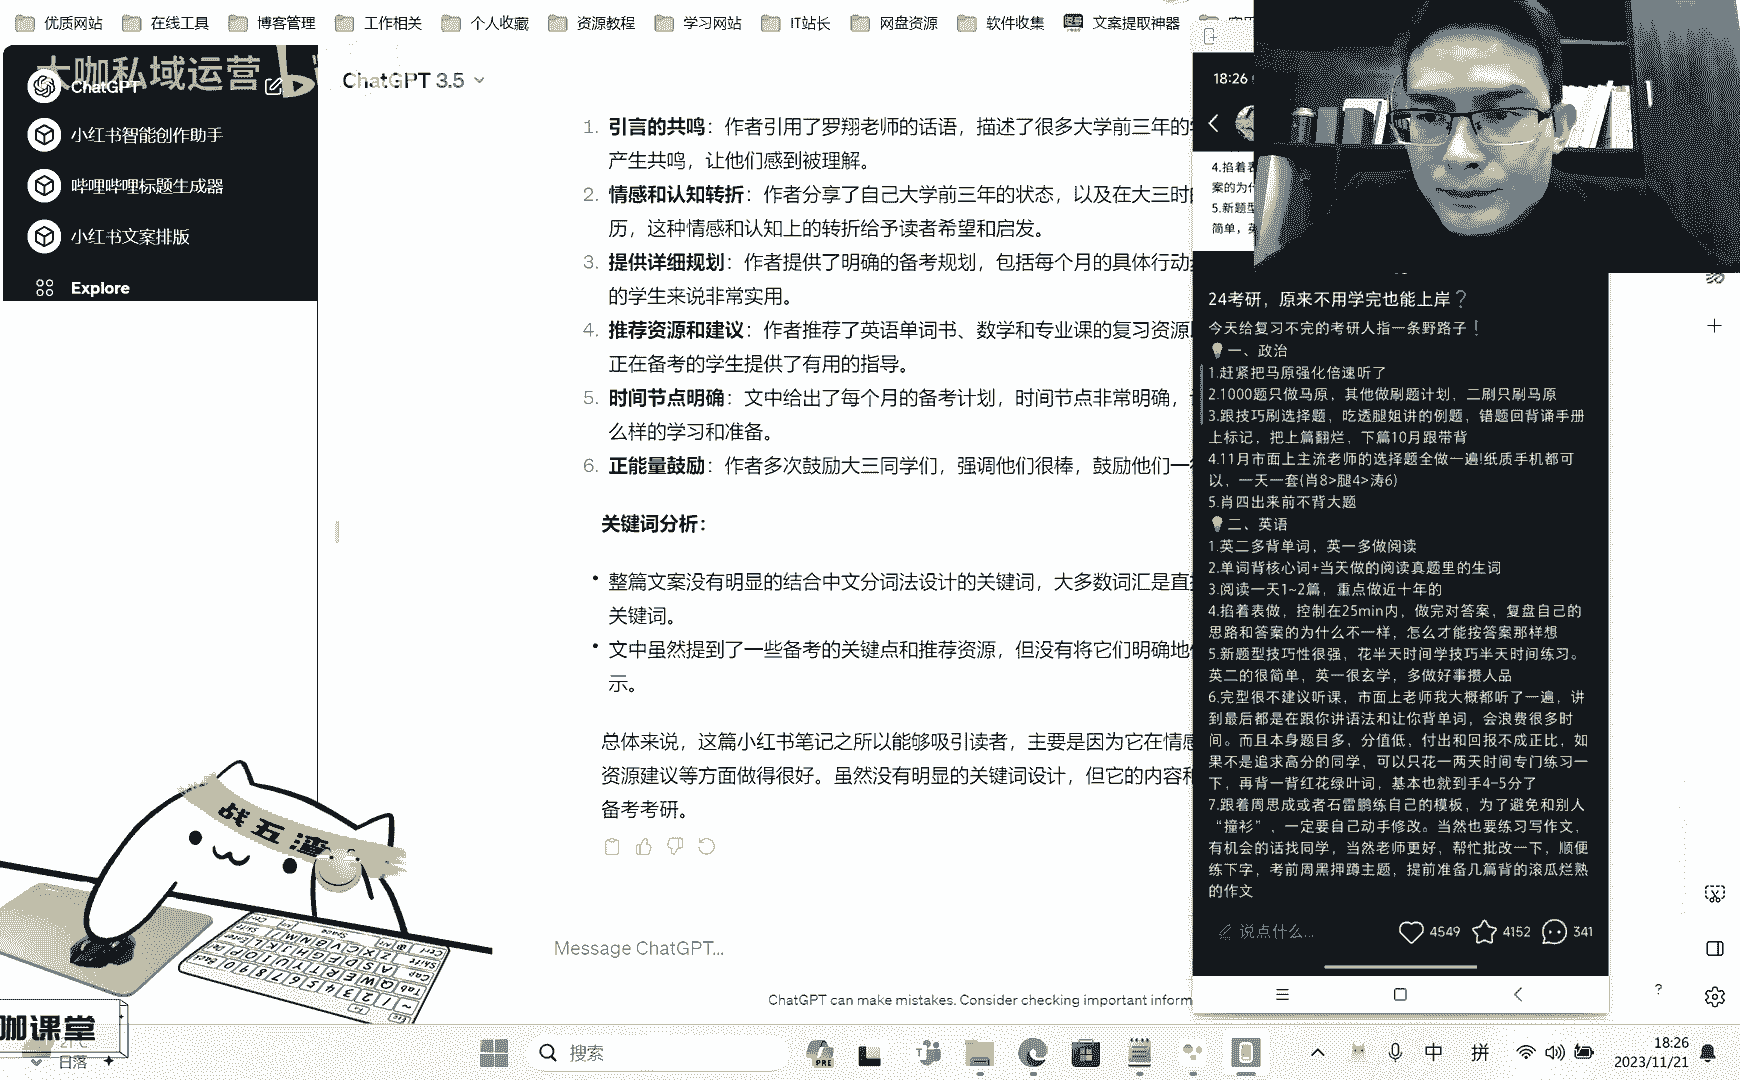 优质网站 在线工具 博客管理 工作相关 个人收藏 资源教程 学习网站 IT站长 网盘资源 软件收集 文案提取神器
大咖私域运营
ChatGPT
小红书智能创作助手
哔哩哔哩标题生成器
小红书文案排版
Explore
ChatGPT 3.5
1. 引言的共鸣：作者引用了罗翔老师的话语，描述了很多大学前三年的
产生共鸣，让他们感到被理解。
2. 情感和认知转折：作者分享了自己大学前三年的状态，以及在大三时
历，这种情感和认知上的转折给予读者希望和启发。
3. 提供详细规划：作者提供了明确的备考规划，包括每个月的具体行动
的学生来说非常实用。
4. 推荐资源和建议：作者推荐了英语单词书、数学和专业课的复习资源
正在备考的学生提供了有用的指导。
5. 时间节点明确：文中给出了每个月的备考计划，时间节点非常明确，
么样的学习和准备。
6. 正能量鼓励：作者多次鼓励大三同学们，强调他们很棒，鼓励他们一
关键词分析：
• 整篇文案没有明显的结合中文分词法设计的关键词，大多数词汇是直
关键词。
• 文中虽然提到了一些备考的关键点和推荐资源，但没有将它们明确地
示。
总体来说，这篇小红书笔记之所以能够吸引读者，主要是因为它在情感
资源建议等方面做得很好。虽然没有明显的关键词设计，但它的内容和
备考考研。
Message ChatGPT...
ChatGPT can make mistakes. Consider checking important inform
18:26
4.掐着表
案的为什
5.新题型
简单，英
24考研，原来不用学完也能上岸？
今天给复习不完的考研人指一条野路子！
一、政治
1.赶紧把马原强化倍速听了
2.1000题只做马原，其他做刷题计划，二刷只刷马原
3.跟技巧刷选择题，吃透腿姐讲的例题，错题回背诵手册
上标记，把上篇翻烂，下篇10月跟带背
4.11月市面上主流老师的选择题全做一遍!纸质手机都可
以，一天一套(肖8>腿4>涛6)
5.肖四出来前不背大题
二、英语
1.英二多背单词，英一多做阅读
2.单词背核心词+当天做的阅读真题里的生词
3.阅读一天1~2篇，重点做近十年的
4.掐着表做，控制在25min内，做完对答案，复盘自己的
思路和答案的为什么不一样，怎么才能按答案那样想
5.新题型技巧性很强，花半天时间学技巧半天时间练习。
英二的很简单，英一很玄学，多做好事攒人品
6.完型很不建议听课，市面上老师我大概都听了一遍，讲
到最后都是在跟你讲语法和让你背单词，会浪费很多时
间。而且本身题目多，分值低，付出和回报不成正比，如
果不是追求高分的同学，可以只花一两天时间专门练习一
下，再背一背红花绿叶词，基本也就到手4-5分了
7.跟着周思成或者石雷鹏练自己的模板，为了避免和别人
“撞衫”，一定要自己动手修改。当然也要练习写作文，
有机会的话找同学，当然老师更好，帮忙批改一下，顺便
练下字，考前周黑押蹲主题，提前准备几篇背的滚瓜烂熟
的作文
说点什么... 4549 4152 341
战五渣
咖课堂
日落
搜索
PRE
中 拼
18:26
2023/11/21